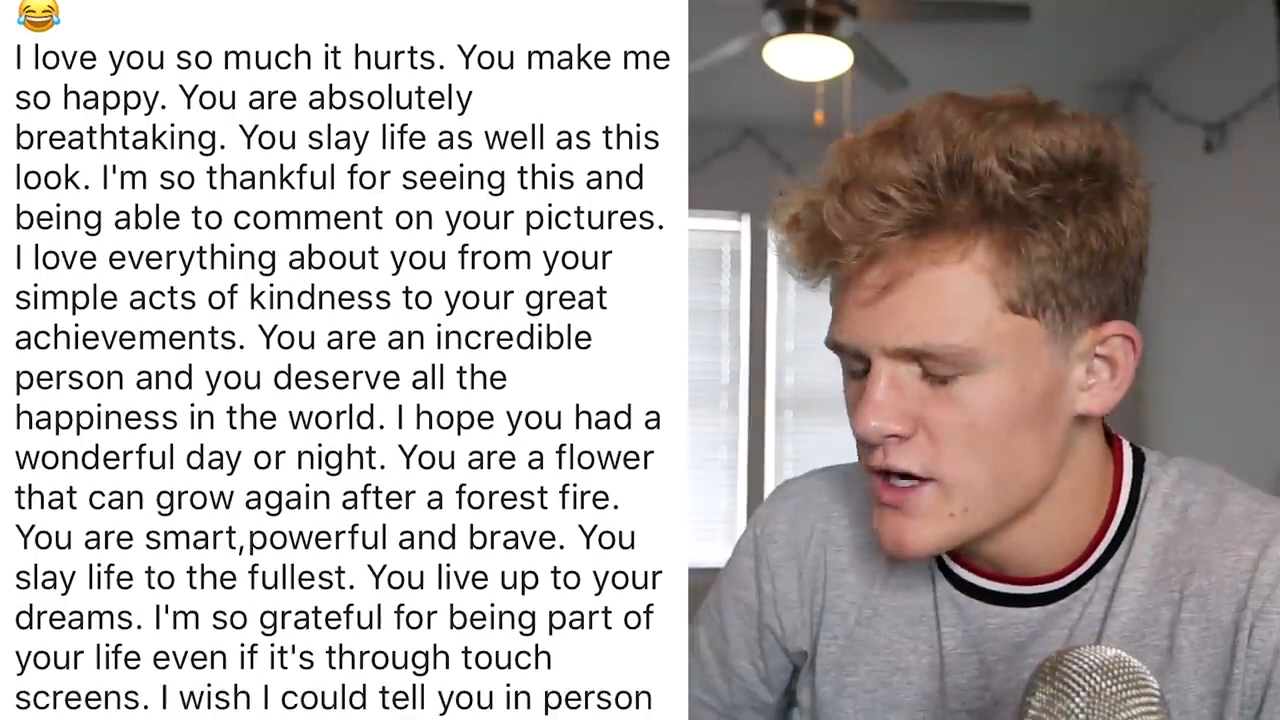 😂
I love you so much it hurts. You make me
so happy. You are absolutely
breathtaking. You slay life as well as this
look. I'm so thankful for seeing this and
being able to comment on your pictures.
I love everything about you from your
simple acts of kindness to your great
achievements. You are an incredible
person and you deserve all the
happiness in the world. I hope you had a
wonderful day or night. You are a flower
that can grow again after a forest fire.
You are smart,powerful and brave. You
slay life to the fullest. You live up to your
dreams. I'm so grateful for being part of
your life even if it's through touch
screens. I wish I could tell you in person